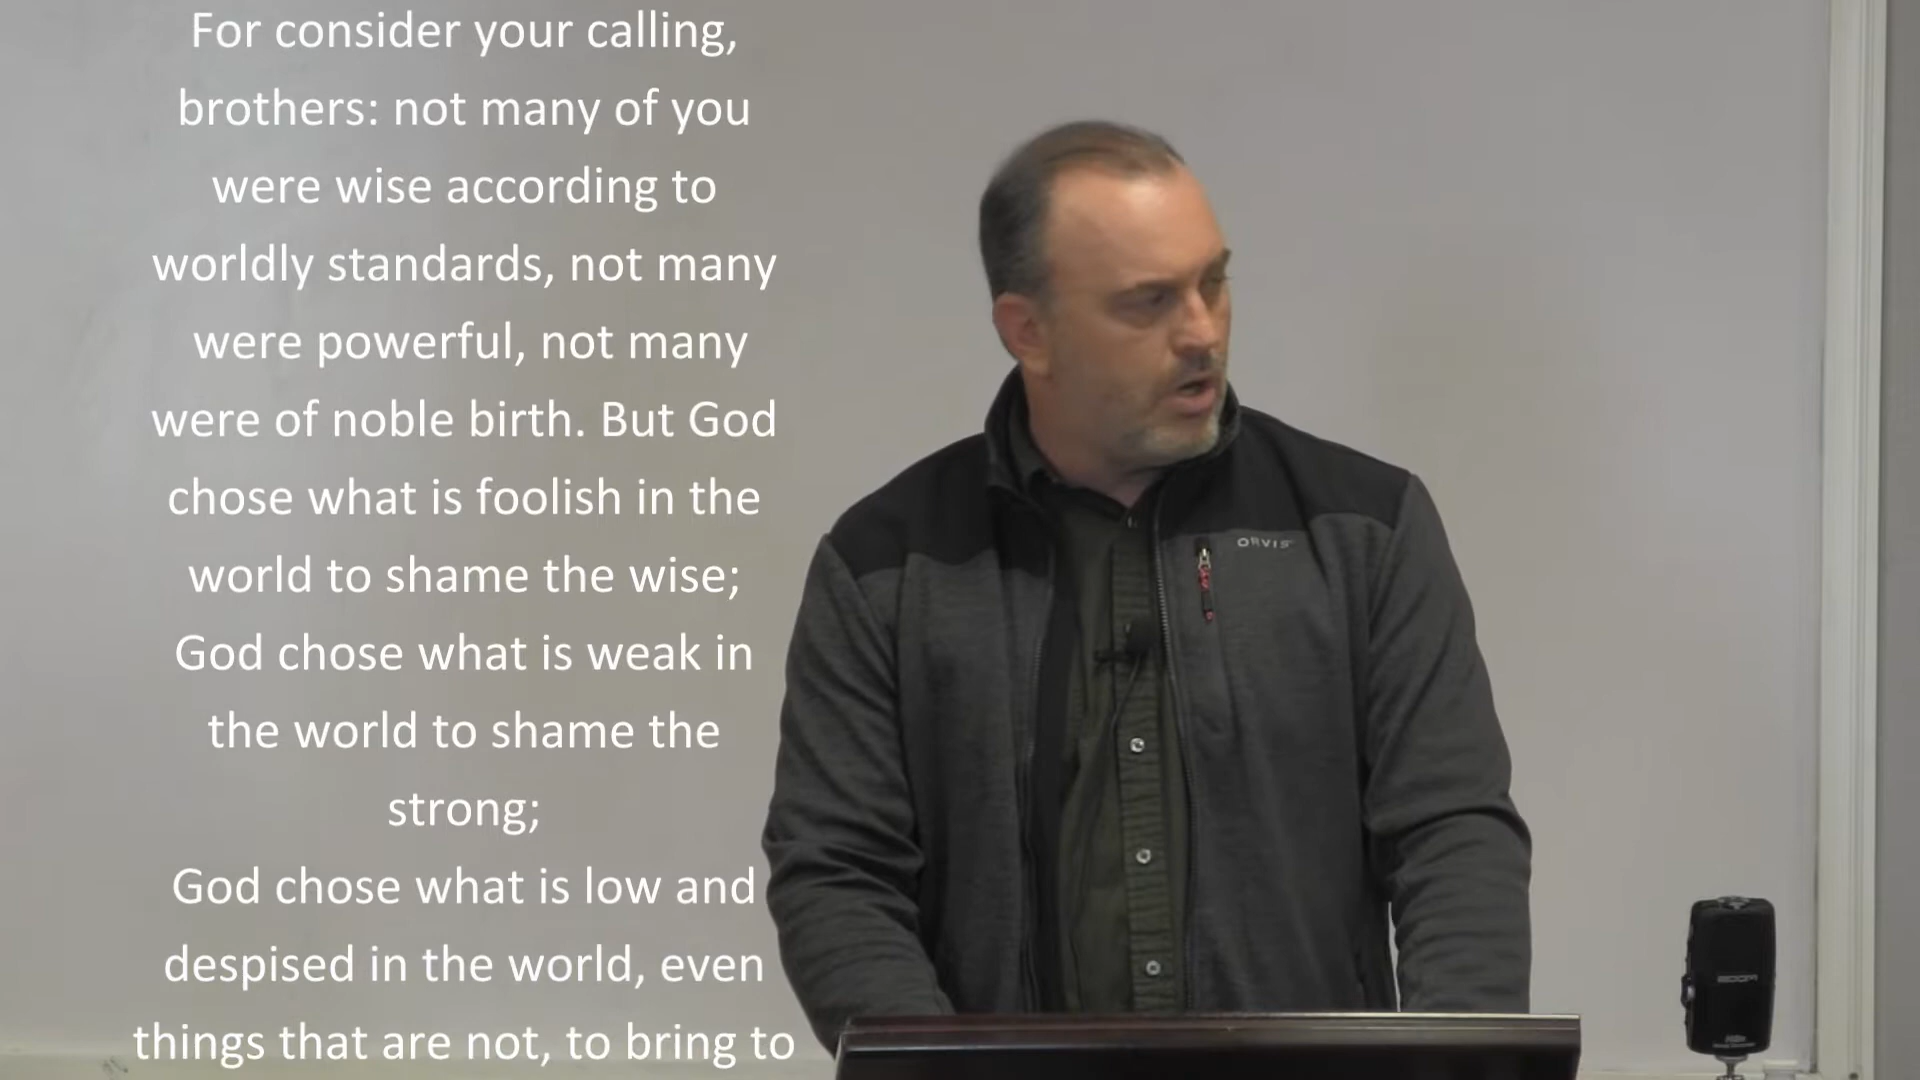 For consider your calling,
brothers: not many of you
were wise according to
worldly standards, not many
were powerful, not many
were of noble birth. But God
chose what is foolish in the
world to shame the wise;
God chose what is weak in
the world to shame the
strong;
God chose what is low and
despised in the world, even
things that are not, to bring to
ORVIS
zoom